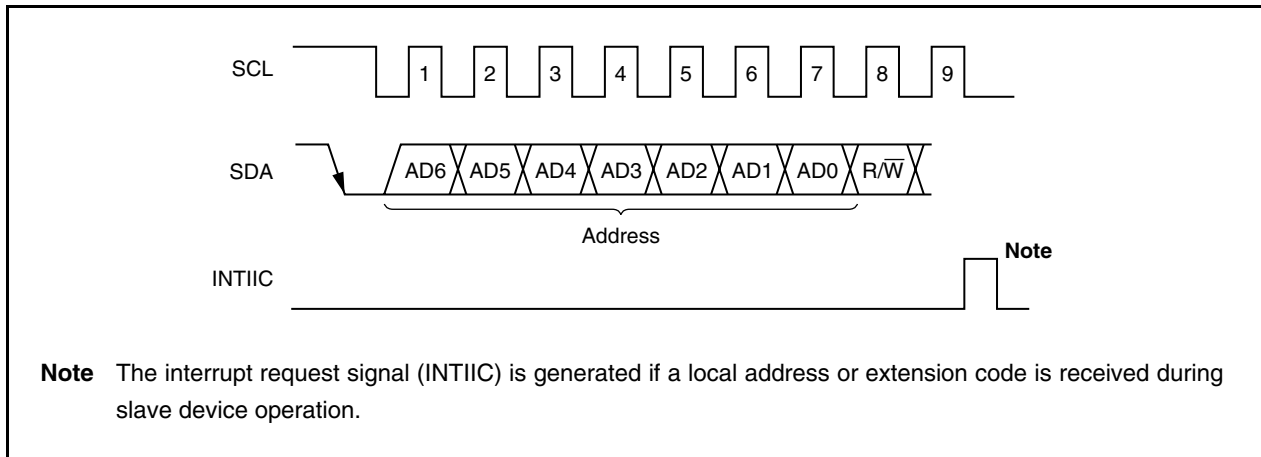 SCL 1 2 3 4 5 6 7 8 9
SDA AD6 AD5 AD4 AD3 AD2 AD1 AD0 R/W̅
Address
Note
INTIIC
Note The interrupt request signal (INTIIC) is generated if a local address or extension code is received during
slave device operation.